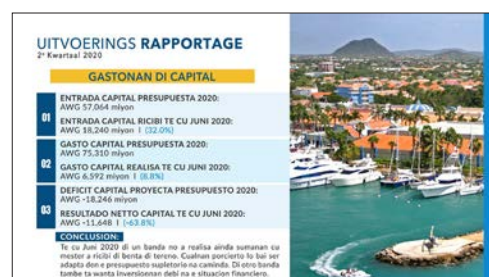 UITVOERINGS RAPPORTAGE
2e Kwartaal 2020
GASTONAN DI CAPITAL
01
ENTRADA CAPITAL PRESUPUESTA 2020:
AWG 57,064 miyon
ENTRADA CAPITAL RICIBI TE CU JUNI 2020:
AWG 18,240 miyon I (32.0%)
02
GASTO CAPITAL PRESUPUESTA 2020:
AWG 75,310 miyon
GASTO CAPITAL REALISA TE CU JUNI 2020:
AWG 6,592 miyon I (8.8%)
03
DEFICIT CAPITAL PROYECTA PRESUPUESTO 2020:
AWG -18,246 miyon
RESULTADO NETTO CAPITAL TE CU JUNI 2020:
AWG -11,648 I (-63.8%)
CONCLUSION:
Te cu Juni 2020 di un banda no a realisa ainda sumanan cu
mester a ricibi di benta di tereno. Cualnan porcierto lo bai ser
adapta den e presupuesto supletorio na caminda. Di otro banda
tambe ta wanta inversionnan debi na e situacion financiero.